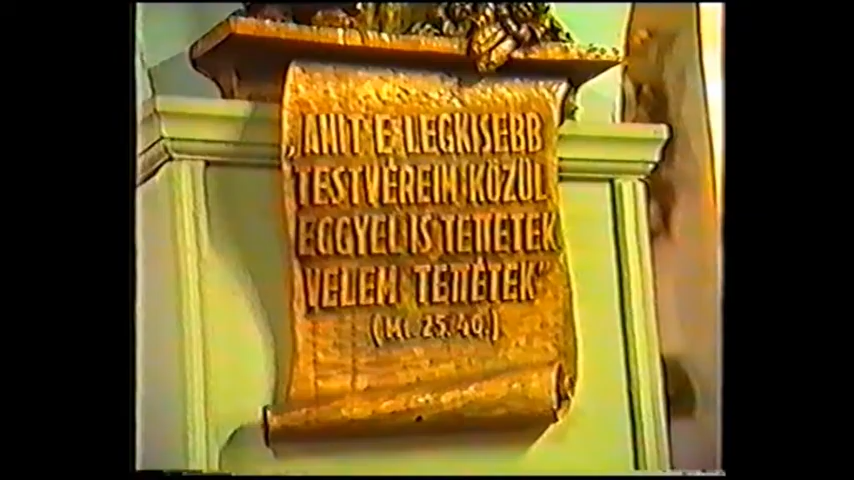 „AMIT E LEGKISEBB
TESTVÉREIM KÖZÜL
EGGYEL IS TETTETEK
VELEM TETTÉTEK"
(Mt. 25. 40.)